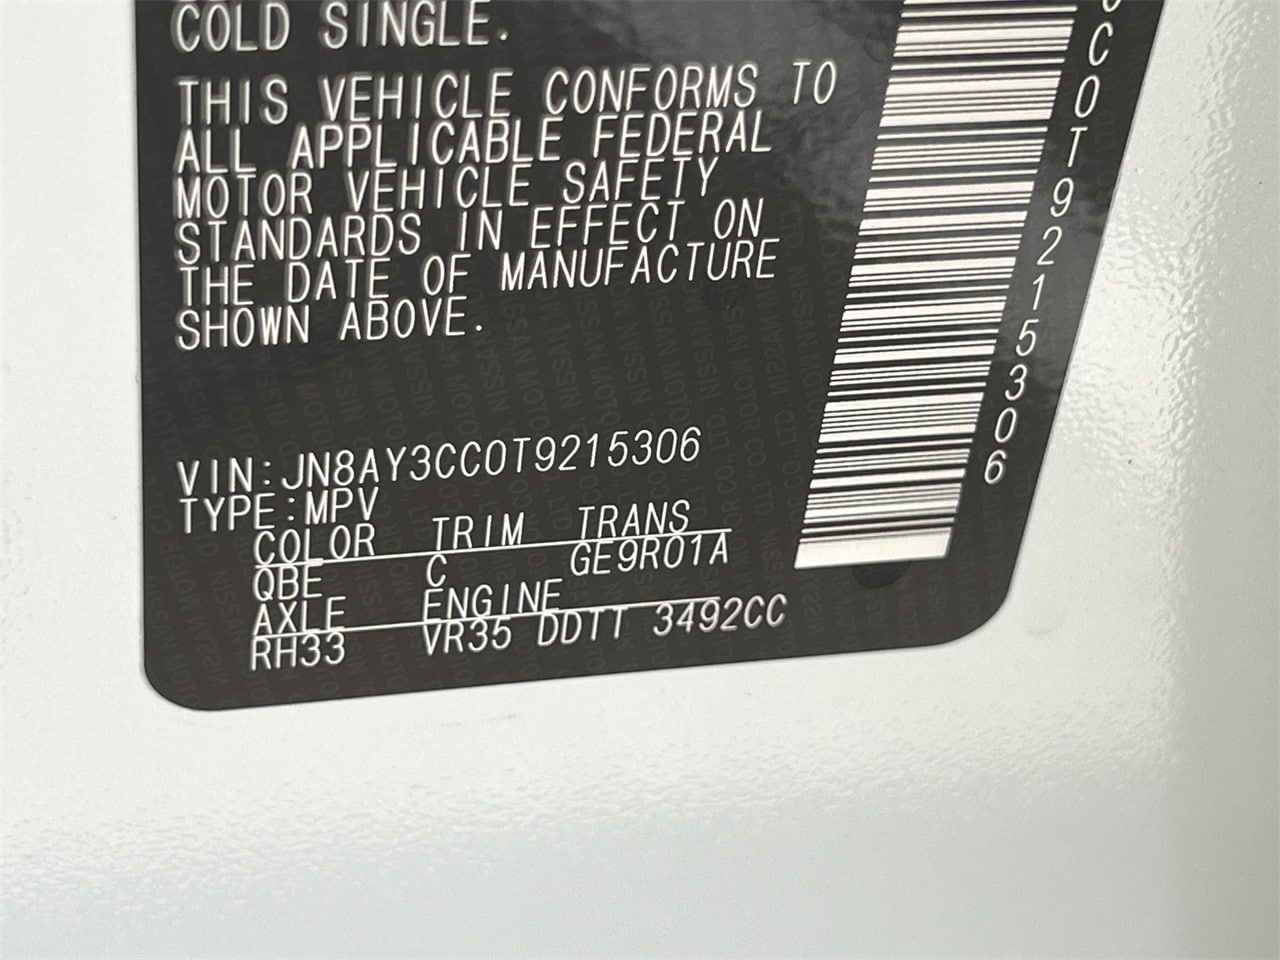 COLD SINGLE.
THIS VEHICLE CONFORMS TO
ALL APPLICABLE FEDERAL
MOTOR VEHICLE SAFETY
STANDARDS IN EFFECT ON
THE DATE OF MANUFACTURE
SHOWN ABOVE.
VIN:JN8AY3CC0T9215306
TYPE:MPV
COLOR TRIM TRANS
QBE C GE9R01A
AXLE ENGINE
RH33 VR35 DDTT 3492CC
C0T9215306